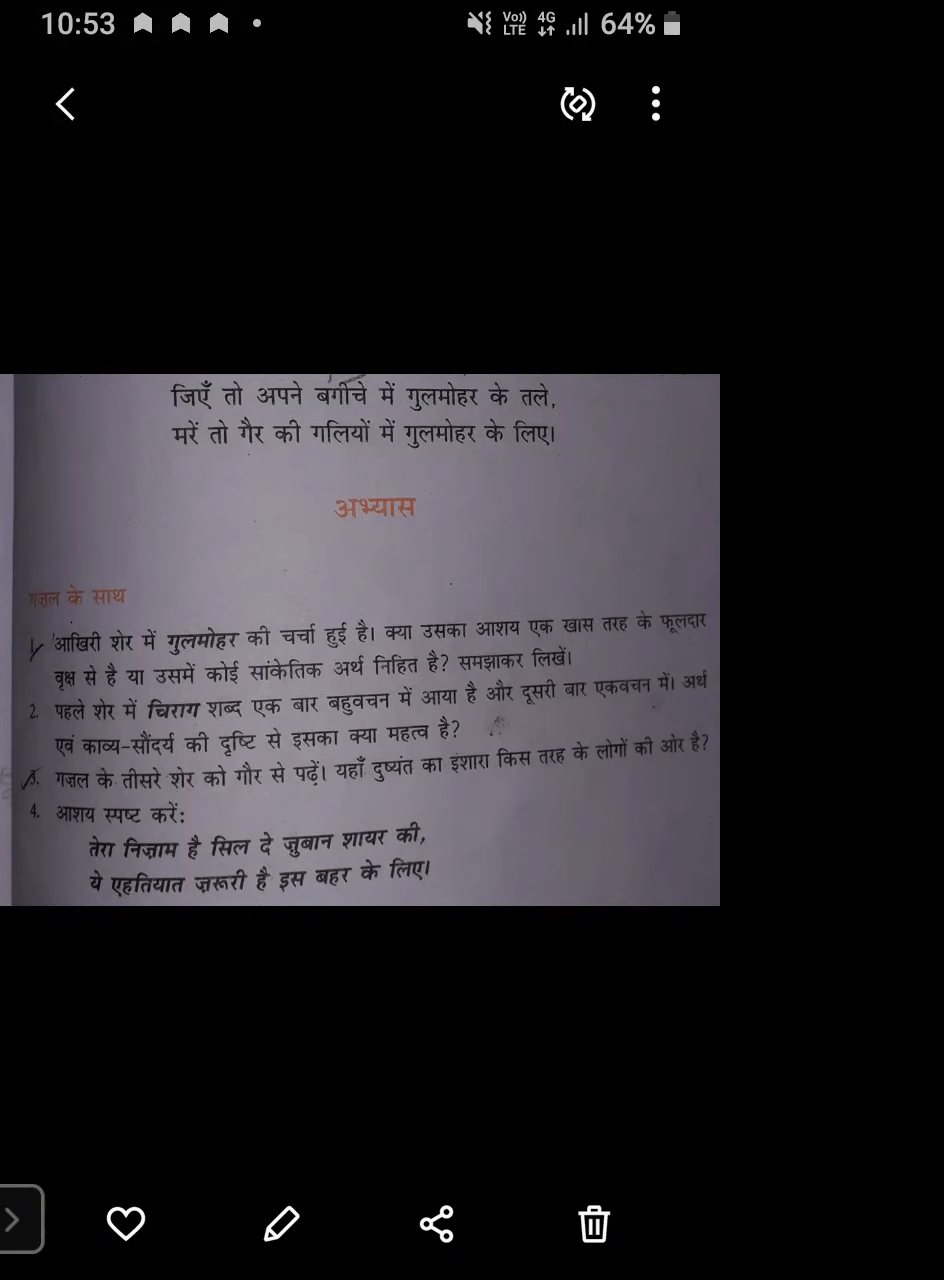 10:53
Vo)) LTE 4G 64%
जिएँ तो अपने बगीचे में गुलमोहर के तले,
मरें तो गैर की गलियों में गुलमोहर के लिए।
अभ्यास
गज़ल के साथ
1. आखिरी शेर में गुलमोहर की चर्चा हुई है। क्या उसका आशय एक खास तरह के फूलदार
वृक्ष से है या उसमें कोई सांकेतिक अर्थ निहित है? समझाकर लिखें।
2. पहले शेर में चिराग शब्द एक बार बहुवचन में आया है और दूसरी बार एकवचन में। अर्थ
एवं काव्य-सौंदर्य की दृष्टि से इसका क्या महत्व है?
3. गज़ल के तीसरे शेर को गौर से पढ़ें। यहाँ दुष्यंत का इशारा किस तरह के लोगों की ओर है?
4. आशय स्पष्ट करें:
तेरा निज़ाम है सिल दे ज़ुबान शायर की,
ये एहतियात ज़रूरी है इस बहर के लिए।